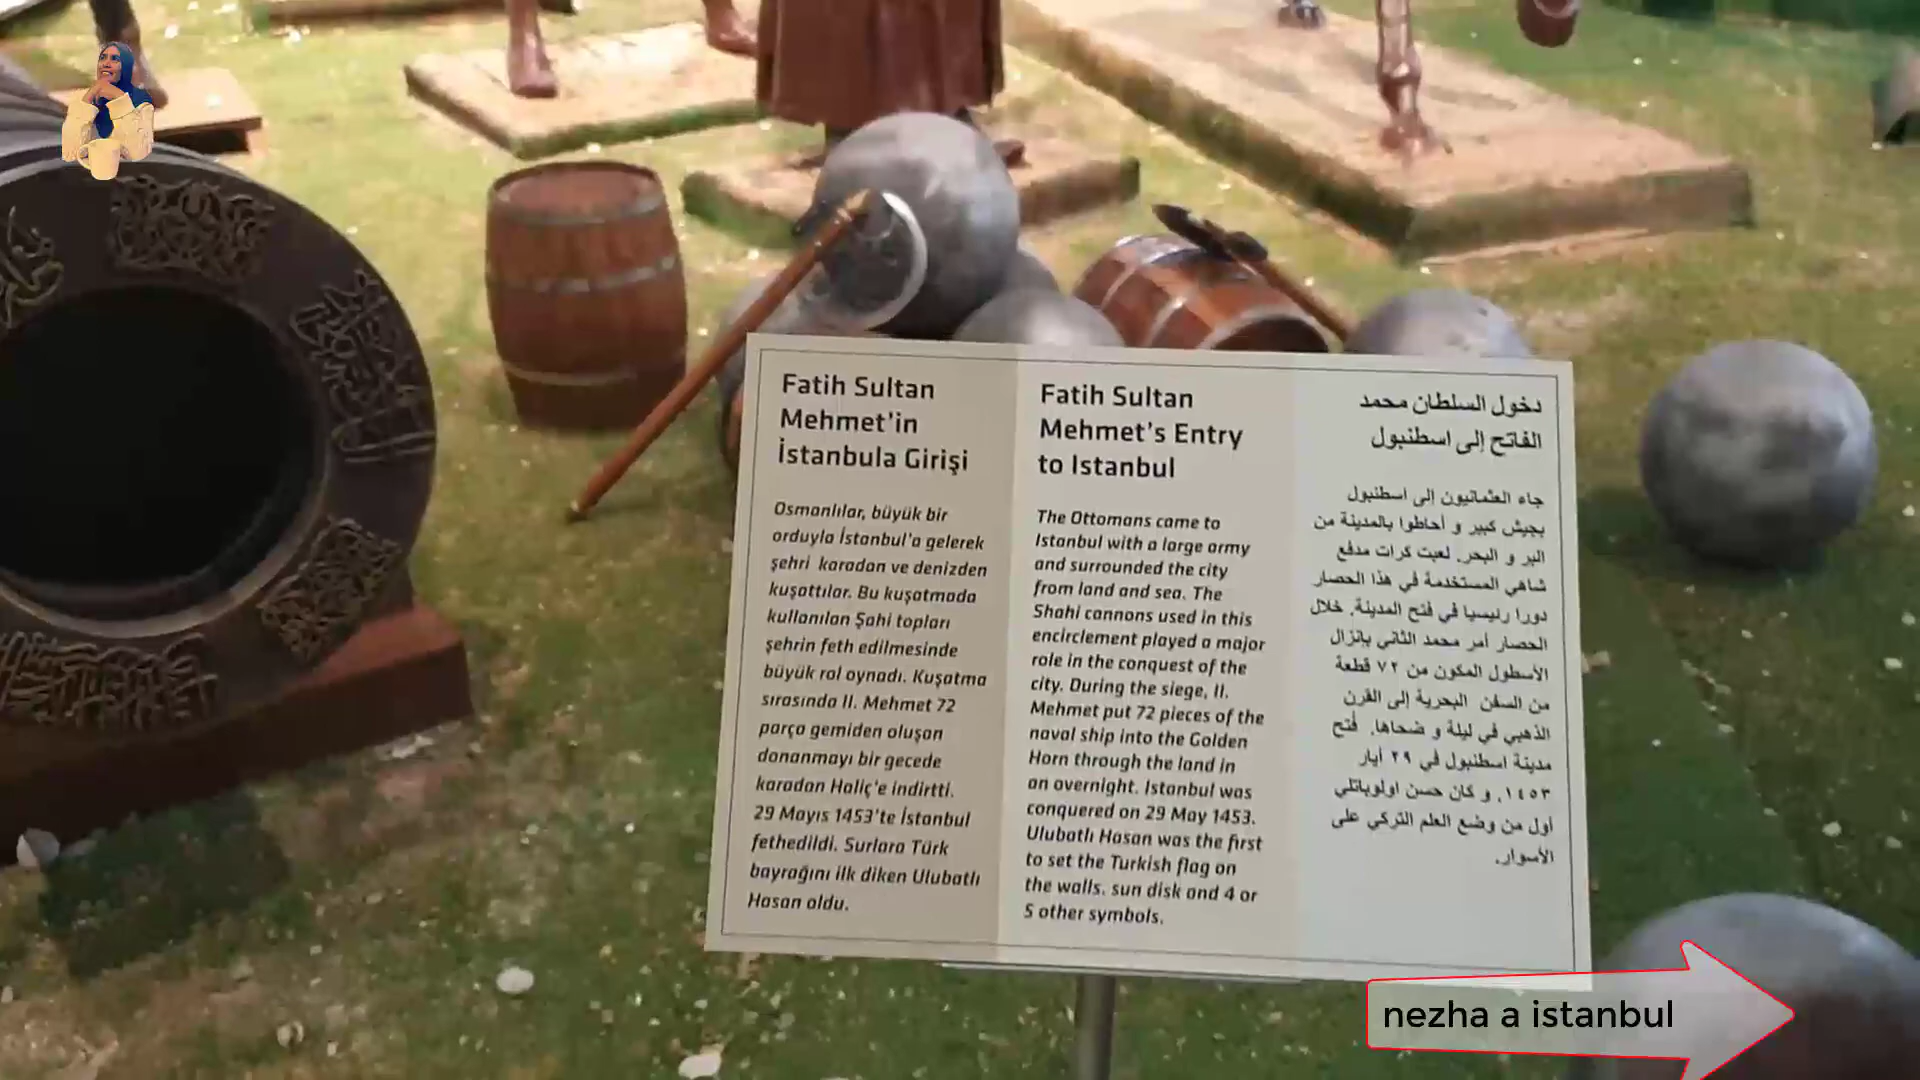 Fatih Sultan
Mehmet'in
İstanbula Girişi
Osmanlılar, büyük bir
orduyla İstanbul'a gelerek
şehri karadan ve denizden
kuşattılar. Bu kuşatmada
kullanılan Şahi topları
şehrin feth edilmesinde
büyük rol oynadı. Kuşatma
sırasında II. Mehmet 72
parça gemiden oluşan
donanmayı bir gecede
karadan Haliç'e indirtti.
29 Mayıs 1453'te İstanbul
fethedildi. Surlara Türk
bayrağını ilk diken Ulubatlı
Hasan oldu.
Fatih Sultan
Mehmet's Entry
to Istanbul
The Ottomans came to
Istanbul with a large army
and surrounded the city
from land and sea. The
Shahi cannons used in this
encirclement played a major
role in the conquest of the
city. During the siege, II.
Mehmet put 72 pieces of the
naval ship into the Golden
Horn through the land in
an overnight. Istanbul was
conquered on 29 May 1453.
Ulubatlı Hasan was the first
to set the Turkish flag on
the walls. sun disk and 4 or
5 other symbols.
دخول السلطان محمد
الفاتح إلى اسطنبول
جاء العثمانيون إلى اسطنبول
بجيش كبير و أحاطوا بالمدينة من
البر و البحر. لعبت كرات مدفع
شاهي المستخدمة في هذا الحصار
دورا رئيسيا في فتح المدينة. خلال
الحصار أمر محمد الثاني بإنزال
الأسطول المكون من ٧٢ قطعة
من السفن البحرية إلى القرن
الذهبي في ليلة و ضحاها. فُتح
مدينة اسطنبول في ٢٩ أيار
١٤٥٣. و كان حسن اولوباتلي
أول من وضع العلم التركي على
الأسوار.
nezha a istanbul